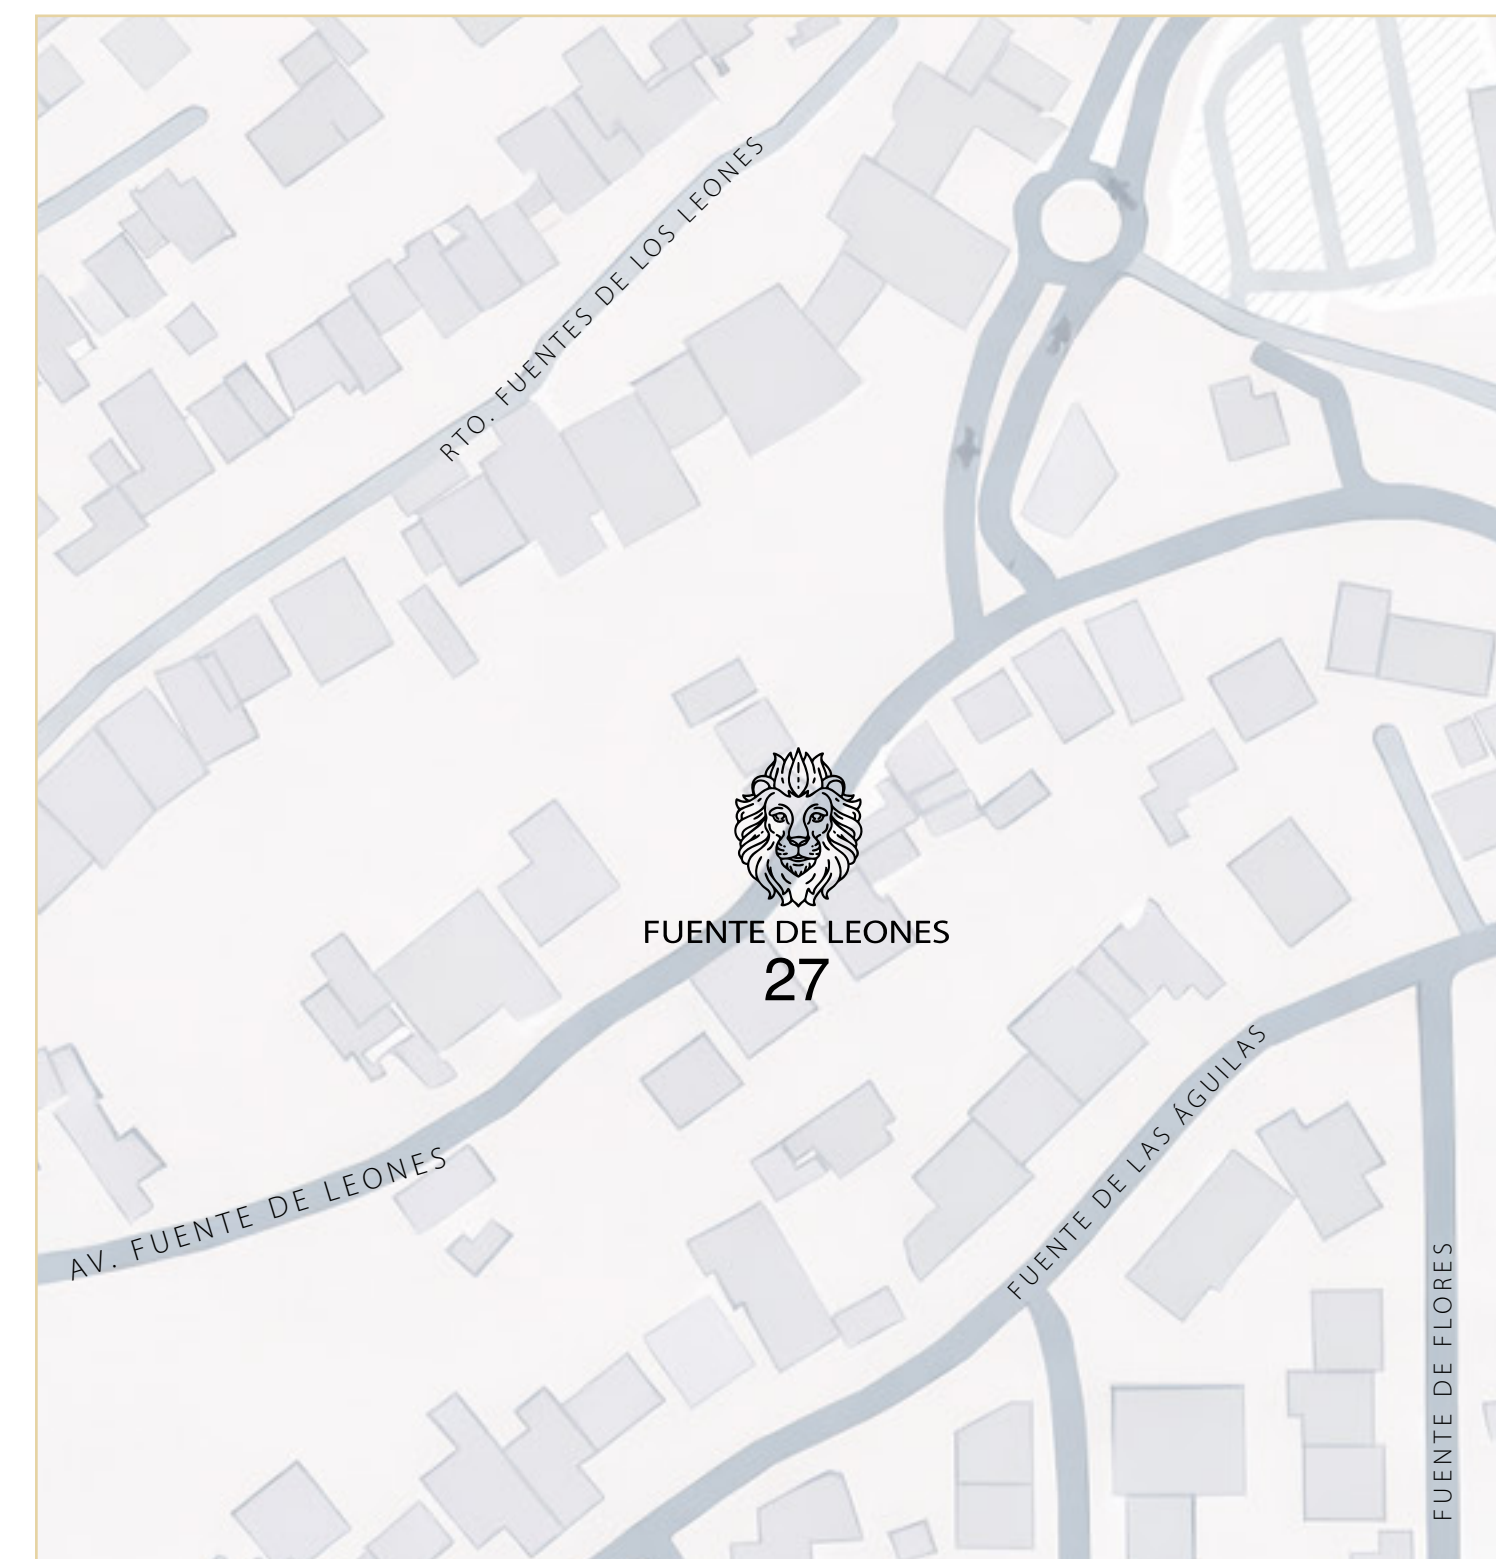 RTO. FUENTES DE LOS LEONES
FUENTE DE LEONES
27
AV. FUENTE DE LEONES
FUENTE DE LAS ÁGUILAS
FUENTE DE FLORES